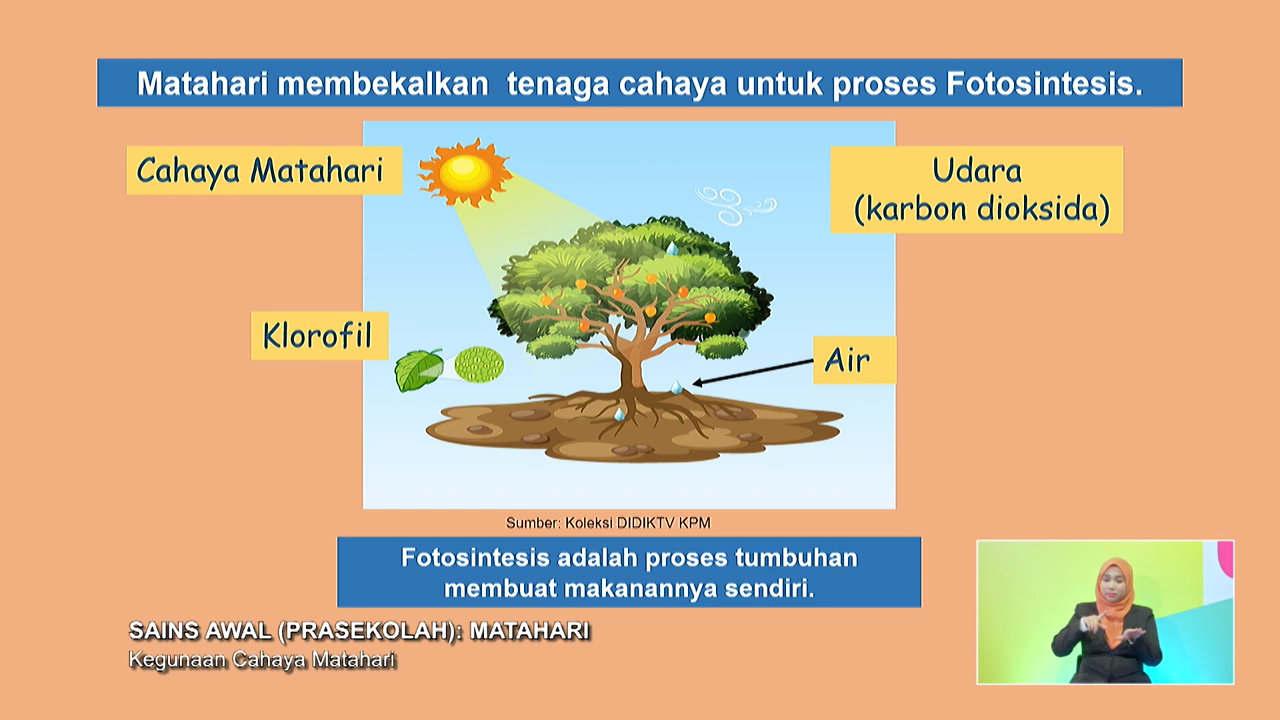 Matahari membekalkan  tenaga cahaya untuk proses Fotosintesis.
Cahaya Matahari
Udara
(karbon dioksida)
Klorofil
Air
Sumber: Koleksi DIDIKTV KPM
Fotosintesis adalah proses tumbuhan
membuat makanannya sendiri.
SAINS AWAL (PRASEKOLAH): MATAHARI
Kegunaan Cahaya Matahari